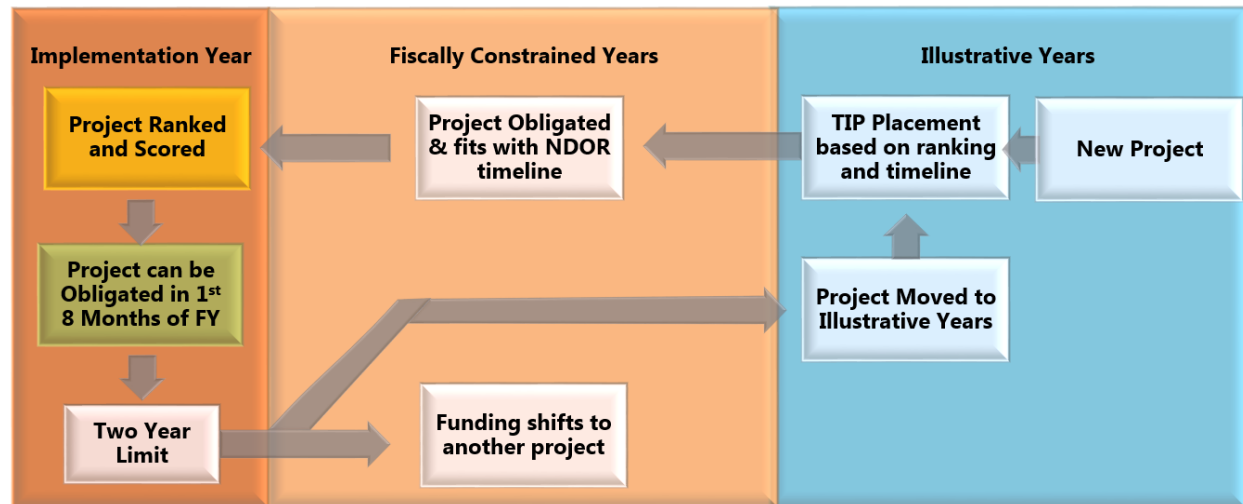 Implementation Year
Fiscally Constrained Years
Illustrative Years
Project Ranked
and Scored
Project Obligated
& fits with NDOR
timeline
TIP Placement
based on ranking
and timeline
New Project
Project can be
Obligated in 1st
8 Months of FY
Project Moved to
Illustrative Years
Two Year
Limit
Funding shifts to
another project